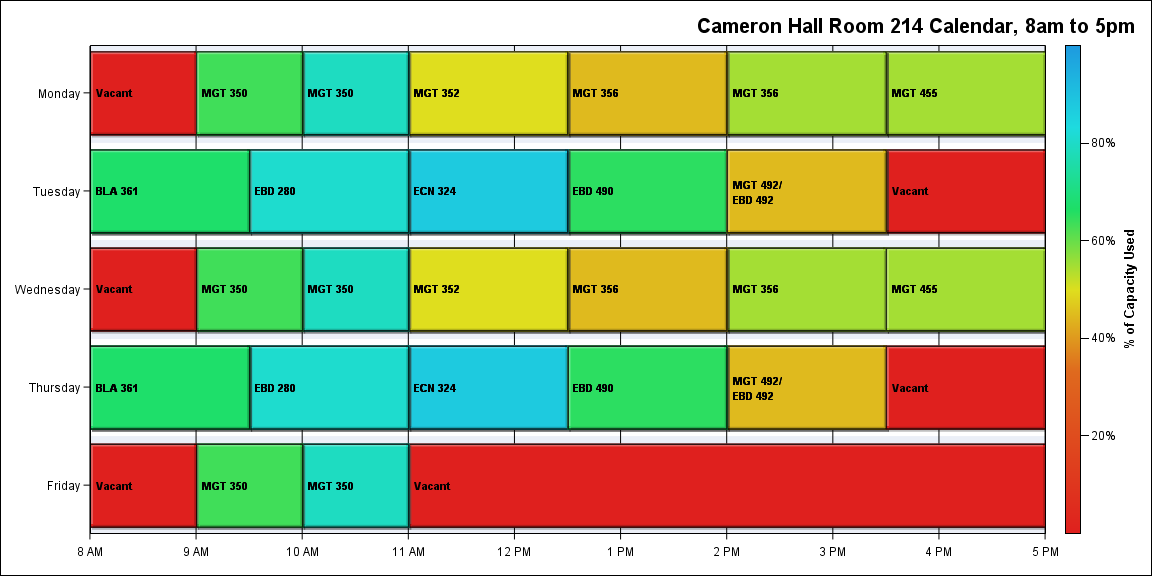 Cameron Hall Room 214 Calendar, 8am to 5pm
Monday
Vacant
MGT 350
MGT 350
MGT 352
MGT 356
MGT 356
MGT 455
Tuesday
BLA 361
EBD 280
ECN 324
EBD 490
MGT 492/
EBD 492
Vacant
Wednesday
Vacant
MGT 350
MGT 350
MGT 352
MGT 356
MGT 356
MGT 455
Thursday
BLA 361
EBD 280
ECN 324
EBD 490
MGT 492/
EBD 492
Vacant
Friday
Vacant
MGT 350
MGT 350
Vacant
8 AM
9 AM
10 AM
11 AM
12 PM
1 PM
2 PM
3 PM
4 PM
5 PM
80%
60%
40%
20%
% of Capacity Used